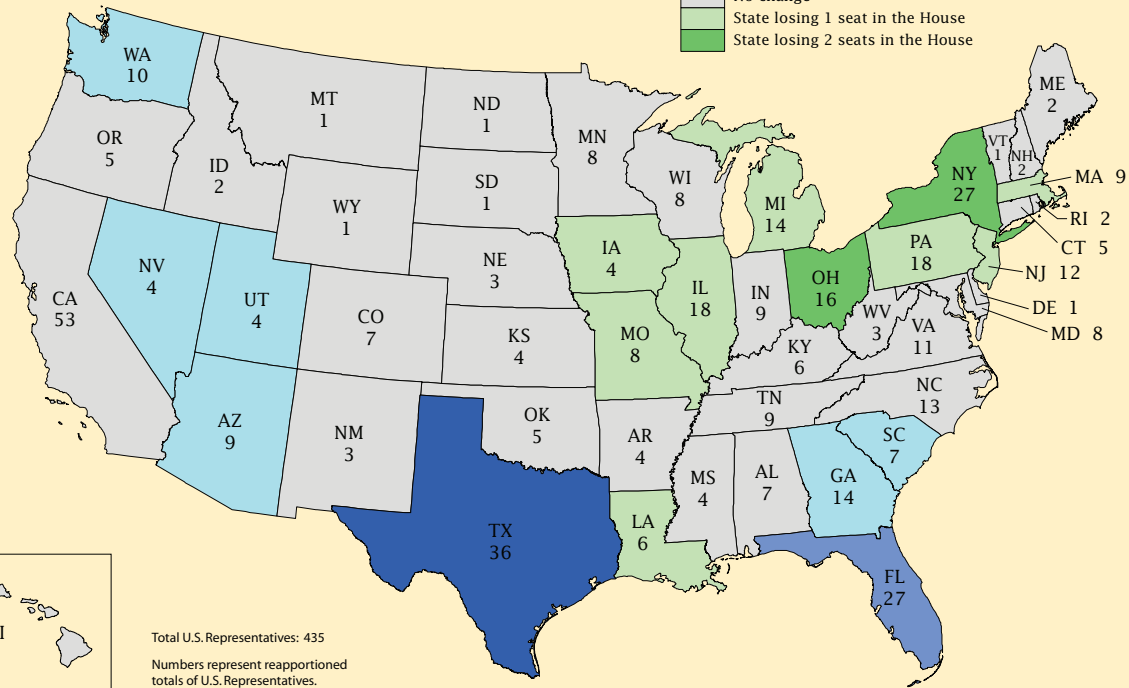 State losing 1 seat in the House
State losing 2 seats in the House
WA
10
MT
1
ND
1
MN
8
ME
2
OR
5
ID
2
SD
1
WI
8
VT
1
NH
2
NY
27
MA 9
WY
1
MI
14
RI 2
CT 5
NV
4
NE
3
IA
4
PA
18
NJ 12
CA
53
UT
4
CO
7
IL
18
IN
9
OH
16
WV
3
VA
11
DE 1
MD 8
KS
4
MO
8
KY
6
AZ
9
NM
3
OK
5
AR
4
TN
9
NC
13
SC
7
MS
4
AL
7
GA
14
TX
36
LA
6
FL
27
I
Total U.S. Representatives: 435
Numbers represent reapportioned
totals of U.S. Representatives.